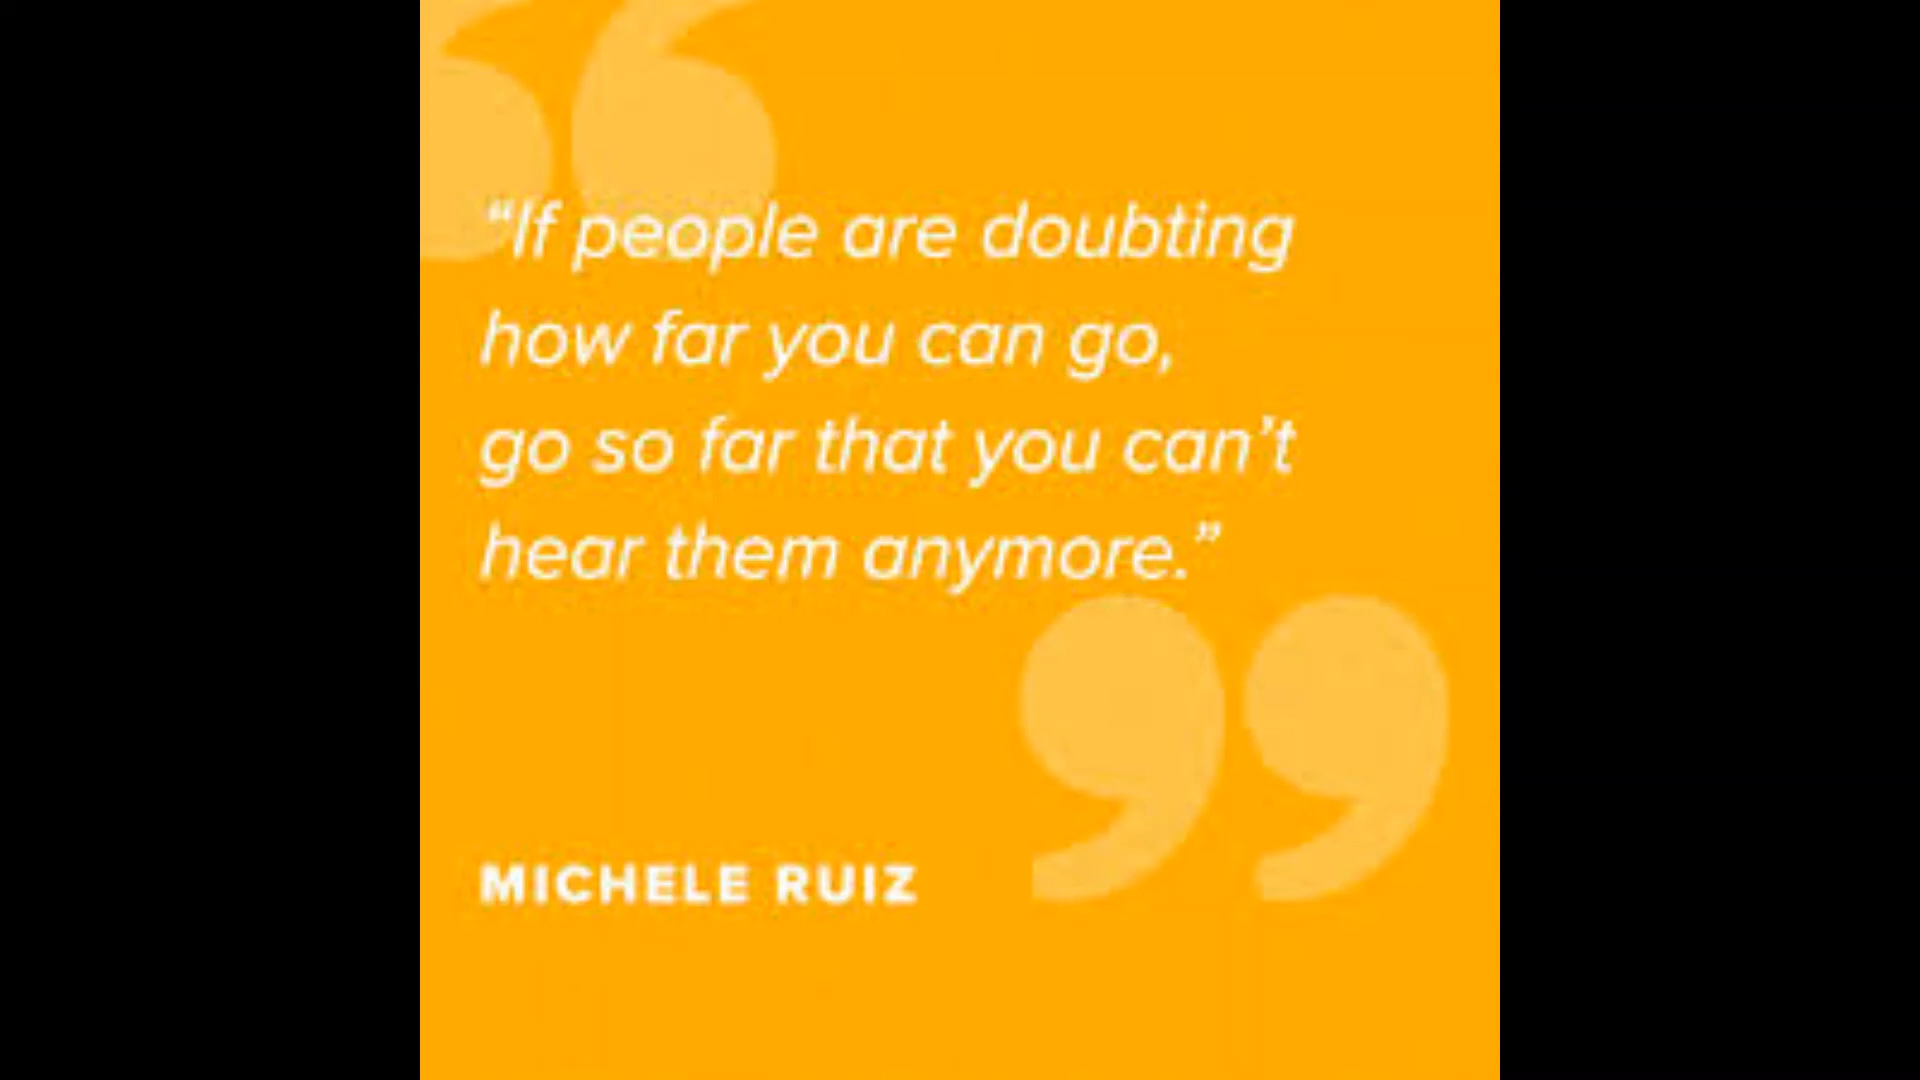 “If people are doubting
how far you can go,
go so far that you can’t
hear them anymore.”
MICHELE RUIZ